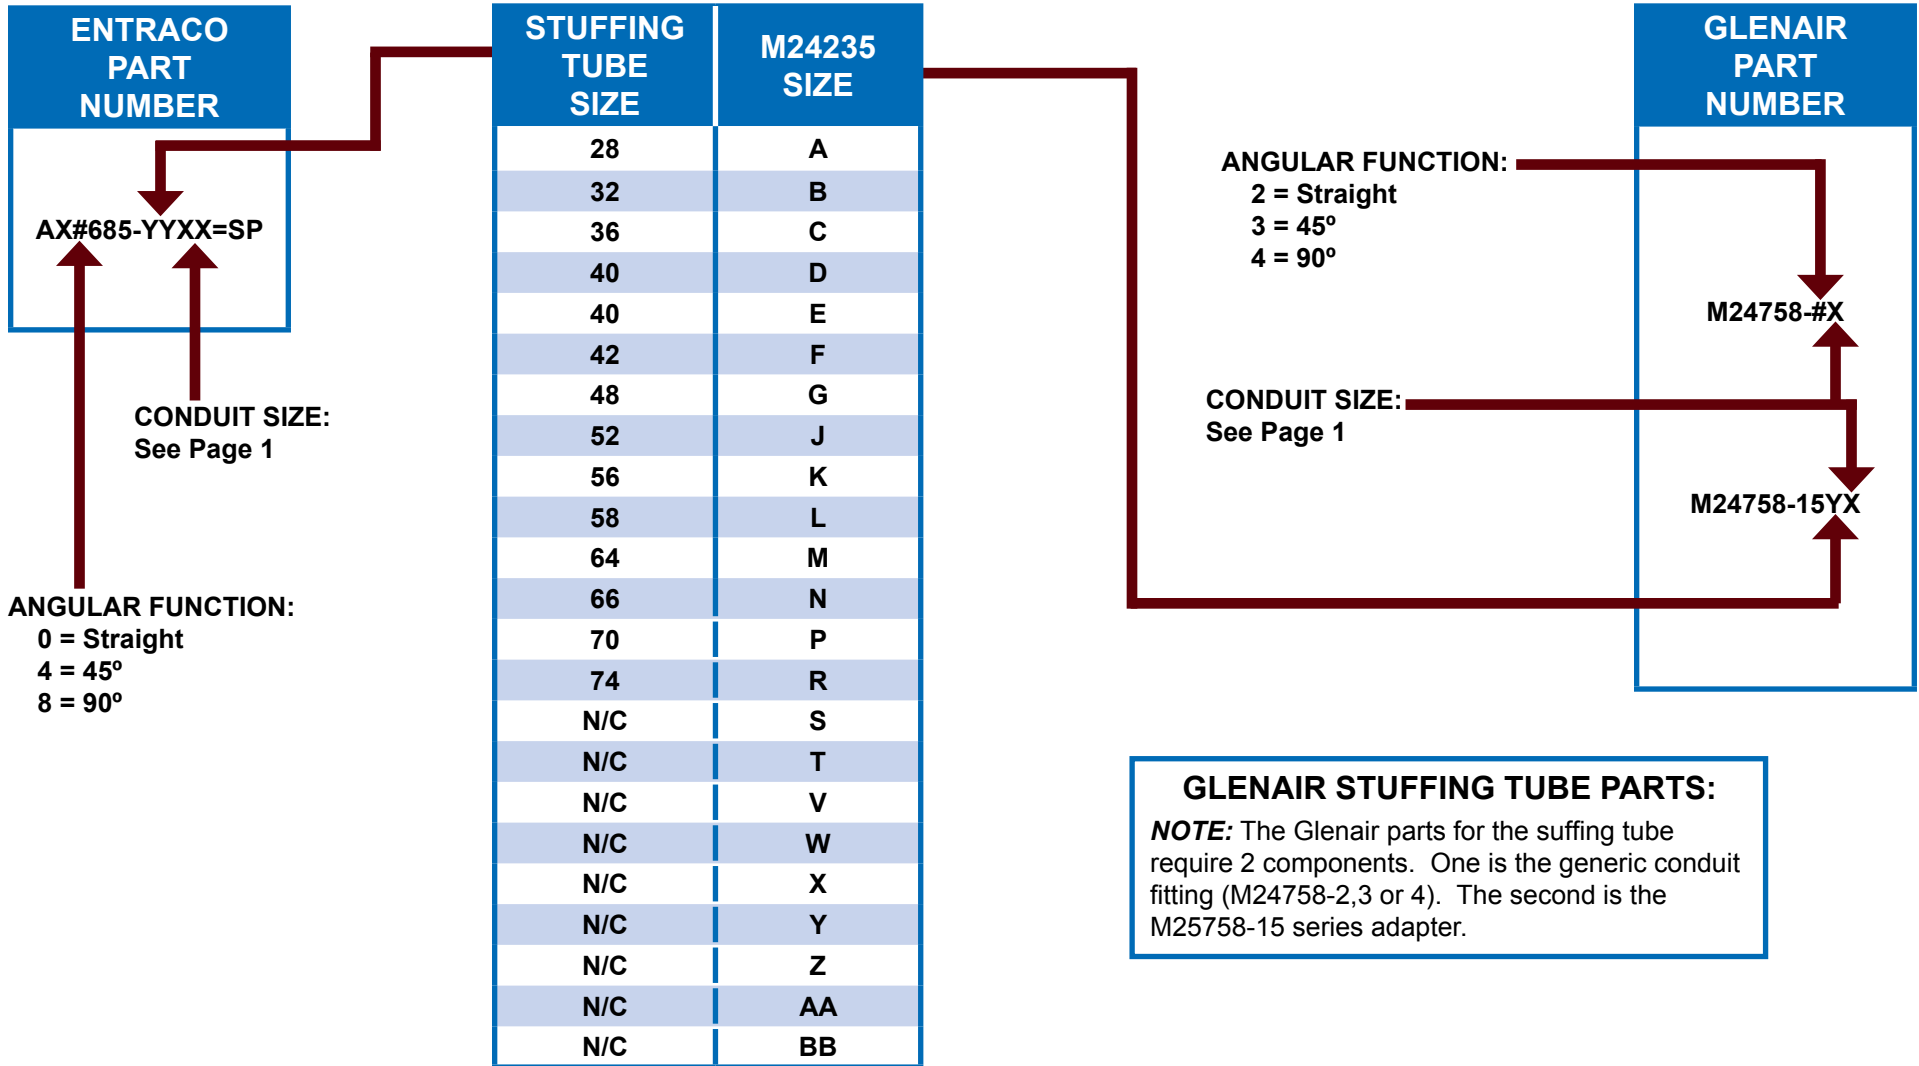 ENTRACO
PART
NUMBER
AX#685-YYXX=SP
CONDUIT SIZE:
See Page 1
ANGULAR FUNCTION:
0 = Straight
4 = 45º
8 = 90º
STUFFING
TUBE
SIZE
M24235
SIZE
28 A
32 B
36 C
40 D
40 E
42 F
48 G
52 J
56 K
58 L
64 M
66 N
70 P
74 R
N/C S
N/C T
N/C V
N/C W
N/C X
N/C Y
N/C Z
N/C AA
N/C BB
GLENAIR
PART
NUMBER
ANGULAR FUNCTION:
2 = Straight
3 = 45º
4 = 90º
M24758-#X
CONDUIT SIZE:
See Page 1
M24758-15YX
GLENAIR STUFFING TUBE PARTS:
NOTE: The Glenair parts for the suffing tube
require 2 components. One is the generic conduit
fitting (M24758-2,3 or 4). The second is the
M25758-15 series adapter.